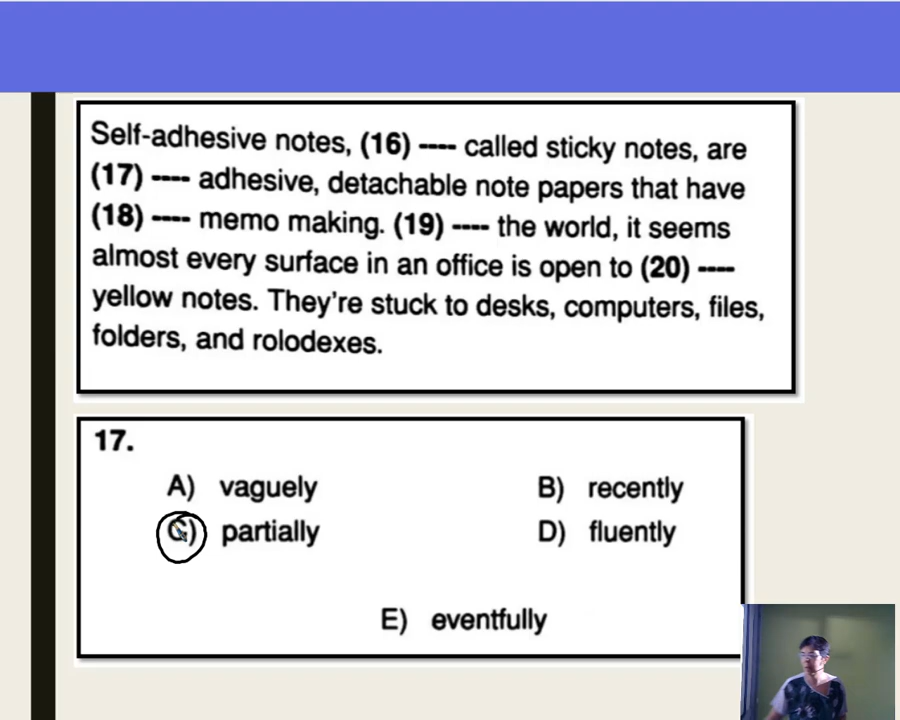 Self-adhesive notes, (16) ---- called sticky notes, are
(17) ---- adhesive, detachable note papers that have
(18) ---- memo making. (19) ---- the world, it seems
almost every surface in an office is open to (20) ----
yellow notes. They're stuck to desks, computers, files,
folders, and rolodexes.
17.
A) vaguely B) recently
C) partially D) fluently
E) eventfully